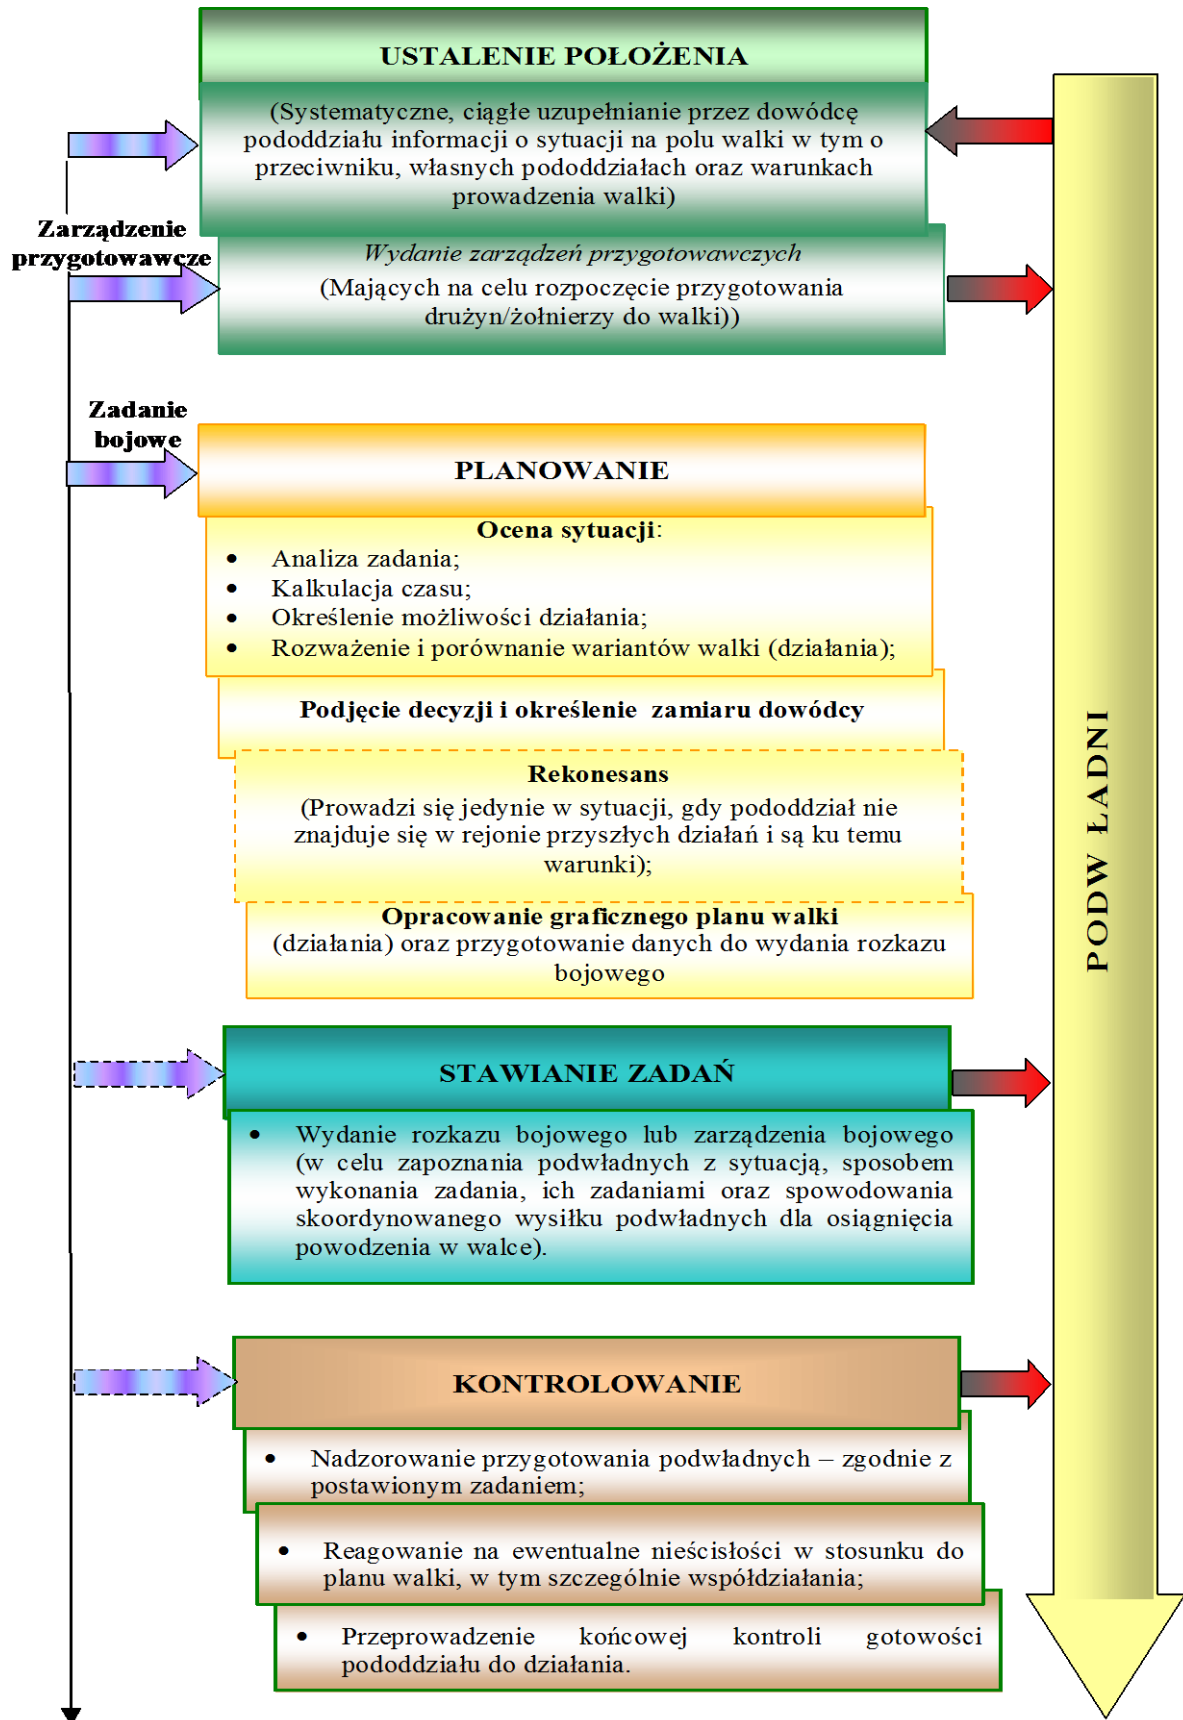 USTALENIE POŁOŻENIA
(Systematyczne, ciągłe uzupełnianie przez dowódcę
pododdziału informacji o sytuacji na polu walki w tym o
przeciwniku, własnych pododdziałach oraz warunkach
prowadzenia walki)
Zarządzenie
przygotowawcze
Wydanie zarządzeń przygotowawczych
(Mających na celu rozpoczęcie przygotowania
drużyn/żołnierzy do walki))
Zadanie
bojowe
PLANOWANIE
Ocena sytuacji:
• Analiza zadania;
• Kalkulacja czasu;
• Określenie możliwości działania;
• Rozważenie i porównanie wariantów walki (działania);
Podjęcie decyzji i określenie zamiaru dowódcy
Rekonesans
(Prowadzi się jedynie w sytuacji, gdy pododdział nie
znajduje się w rejonie przyszłych działań i są ku temu
warunki);
Opracowanie graficznego planu walki
(działania) oraz przygotowanie danych do wydania rozkazu
bojowego
STAWIANIE ZADAŃ
• Wydanie rozkazu bojowego lub zarządzenia bojowego
(w celu zapoznania podwładnych z sytuacją, sposobem
wykonania zadania, ich zadaniami oraz spowodowania
skoordynowanego wysiłku podwładnych dla osiągnięcia
powodzenia w walce).
KONTROLOWANIE
• Nadzorowanie przygotowania podwładnych – zgodnie z
postawionym zadaniem;
• Reagowanie na ewentualne nieścisłości w stosunku do
planu walki, w tym szczególnie współdziałania;
• Przeprowadzenie końcowej kontroli gotowości
pododdziału do działania.
PODW ŁADNI